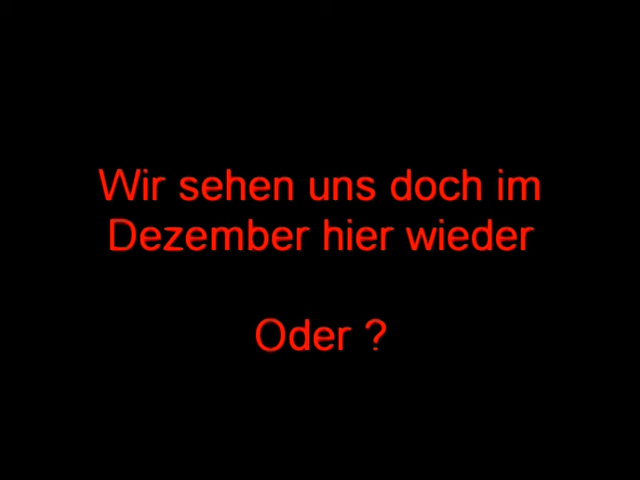 Wir sehen uns doch im
Dezember hier wieder
Oder ?